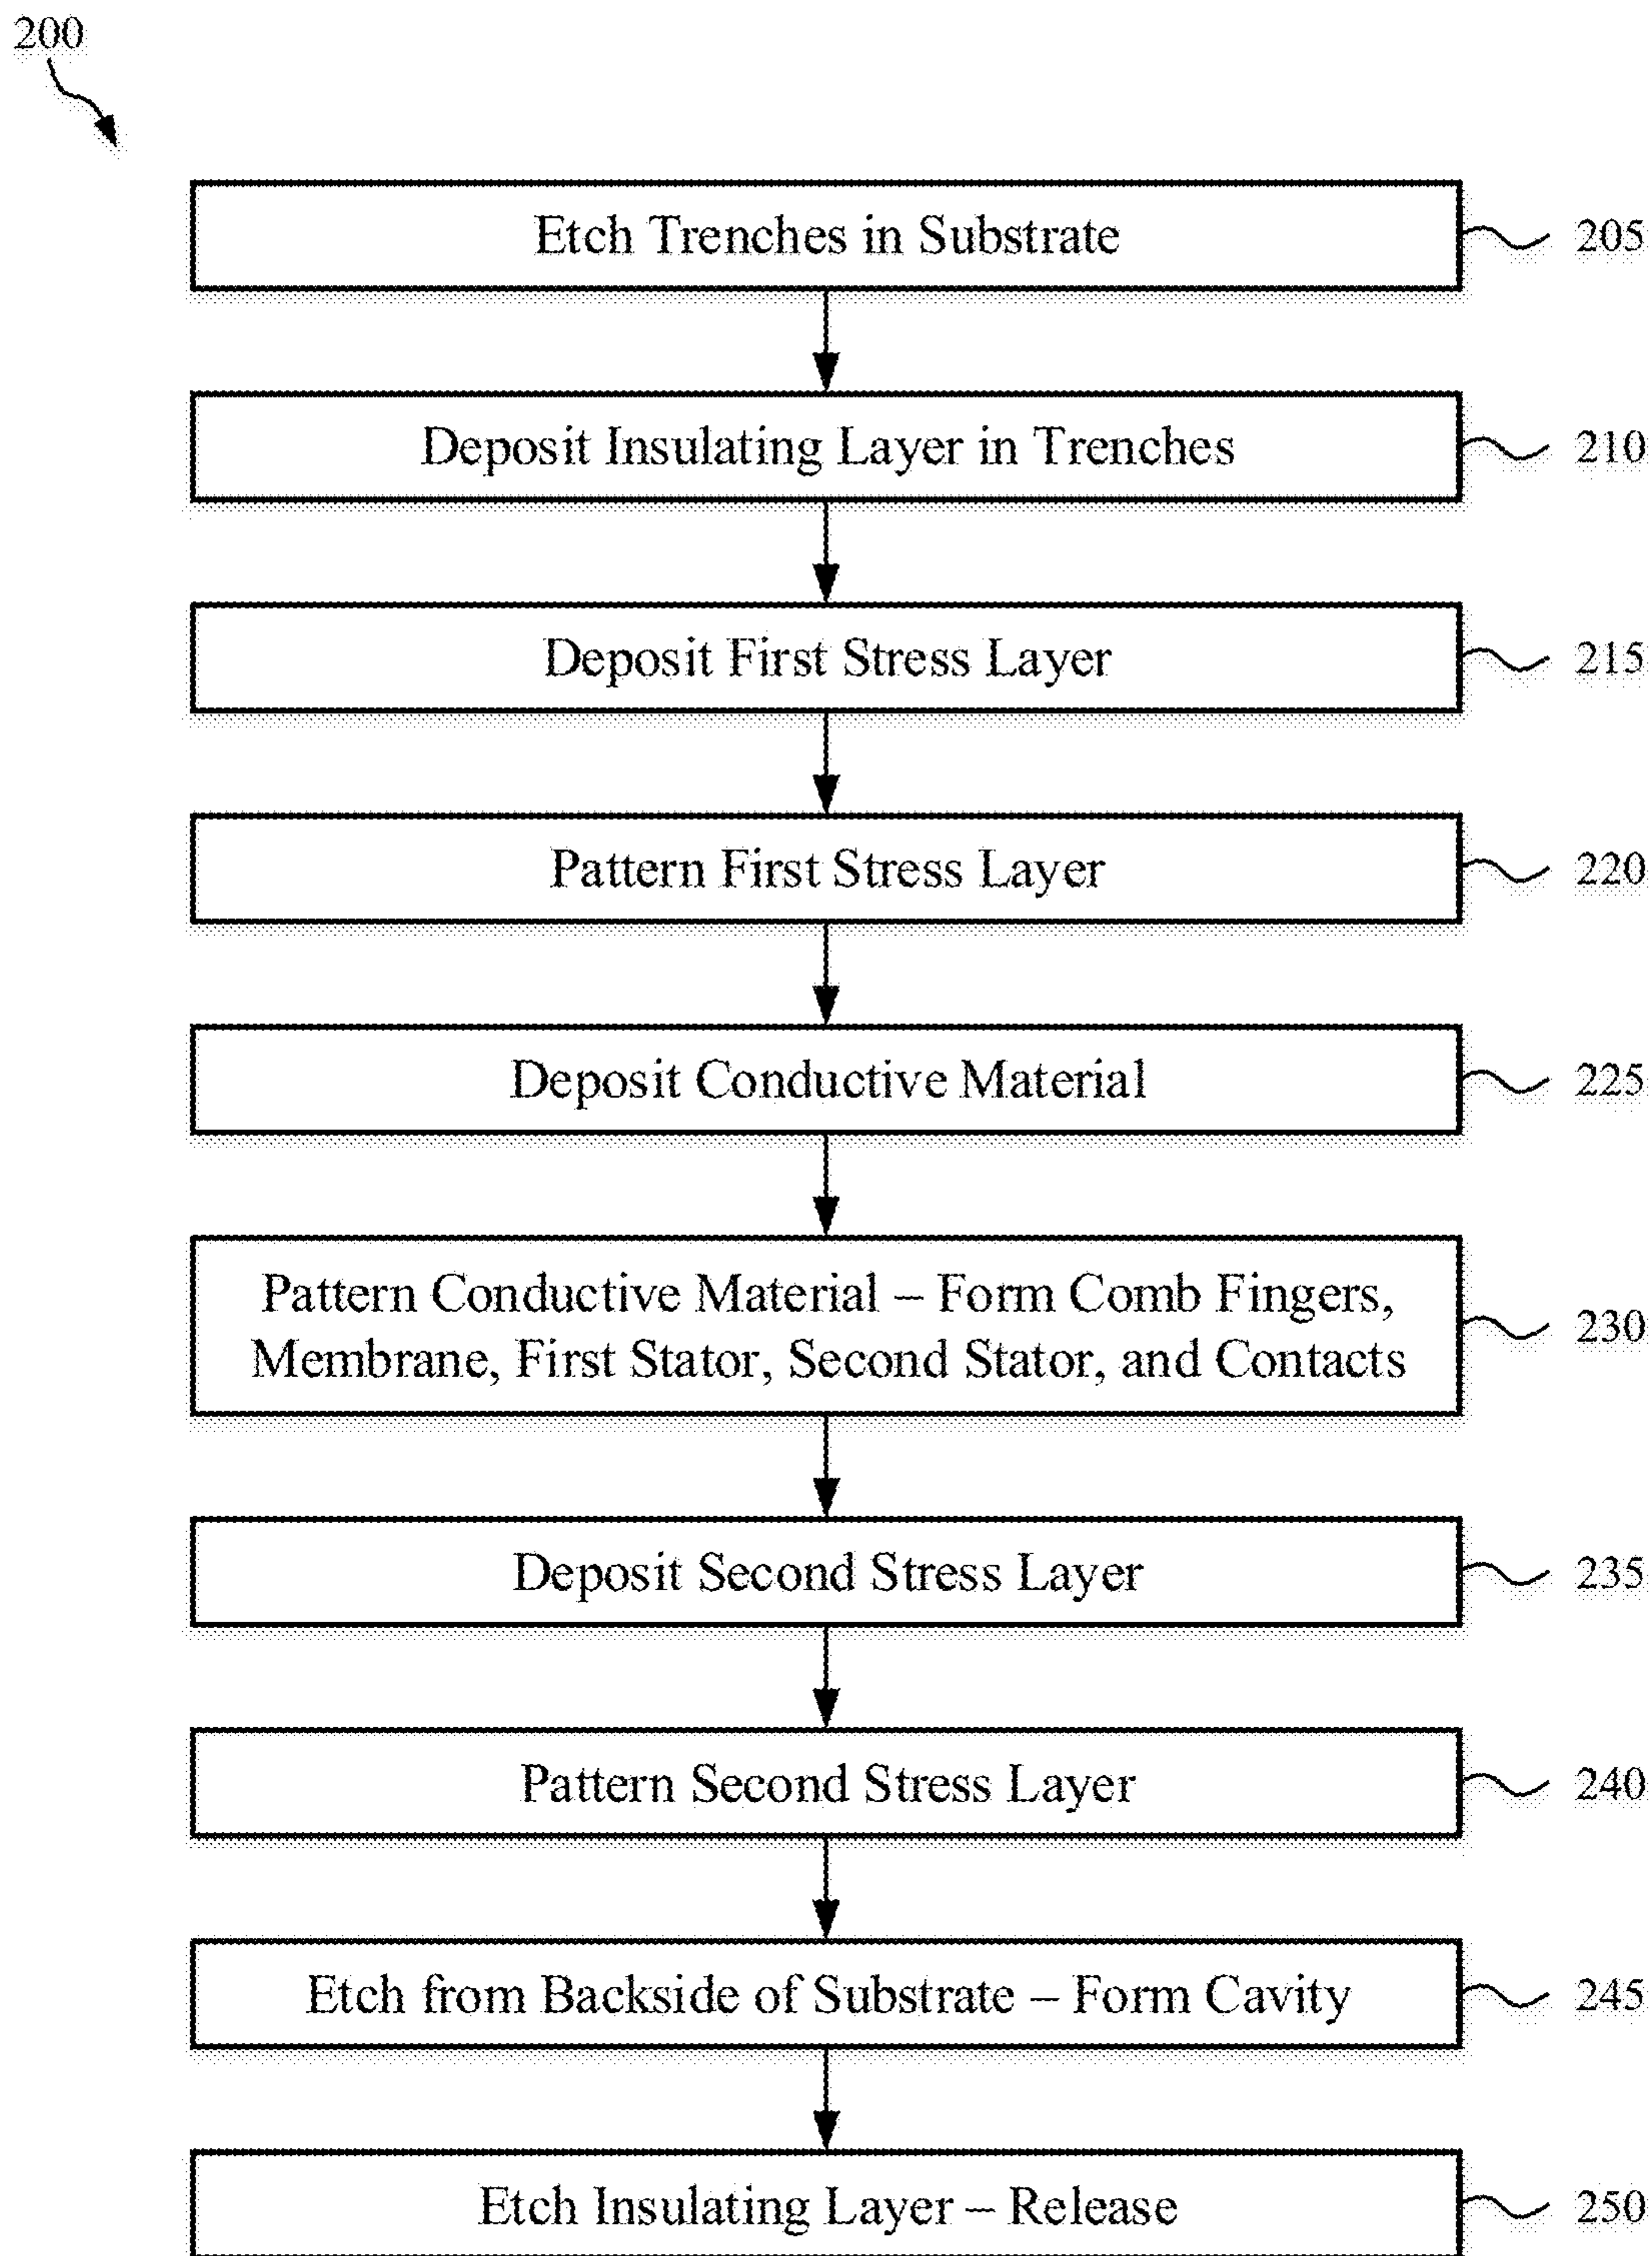 200
Etch Trenches in Substrate 205
Deposit Insulating Layer in Trenches 210
Deposit First Stress Layer 215
Pattern First Stress Layer 220
Deposit Conductive Material 225
Pattern Conductive Material – Form Comb Fingers,
Membrane, First Stator, Second Stator, and Contacts
230
Deposit Second Stress Layer 235
Pattern Second Stress Layer 240
Etch from Backside of Substrate – Form Cavity 245
Etch Insulating Layer – Release 250